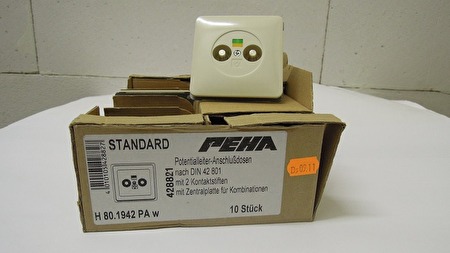 STANDARD
PEHA
Potentialleiter-Anschlußdosen
nach DIN 42 801
mit 2 Kontaktstiften
mit Zentralplatte für Kombinationen
428821
H 80.1942 PA w
10 Stück